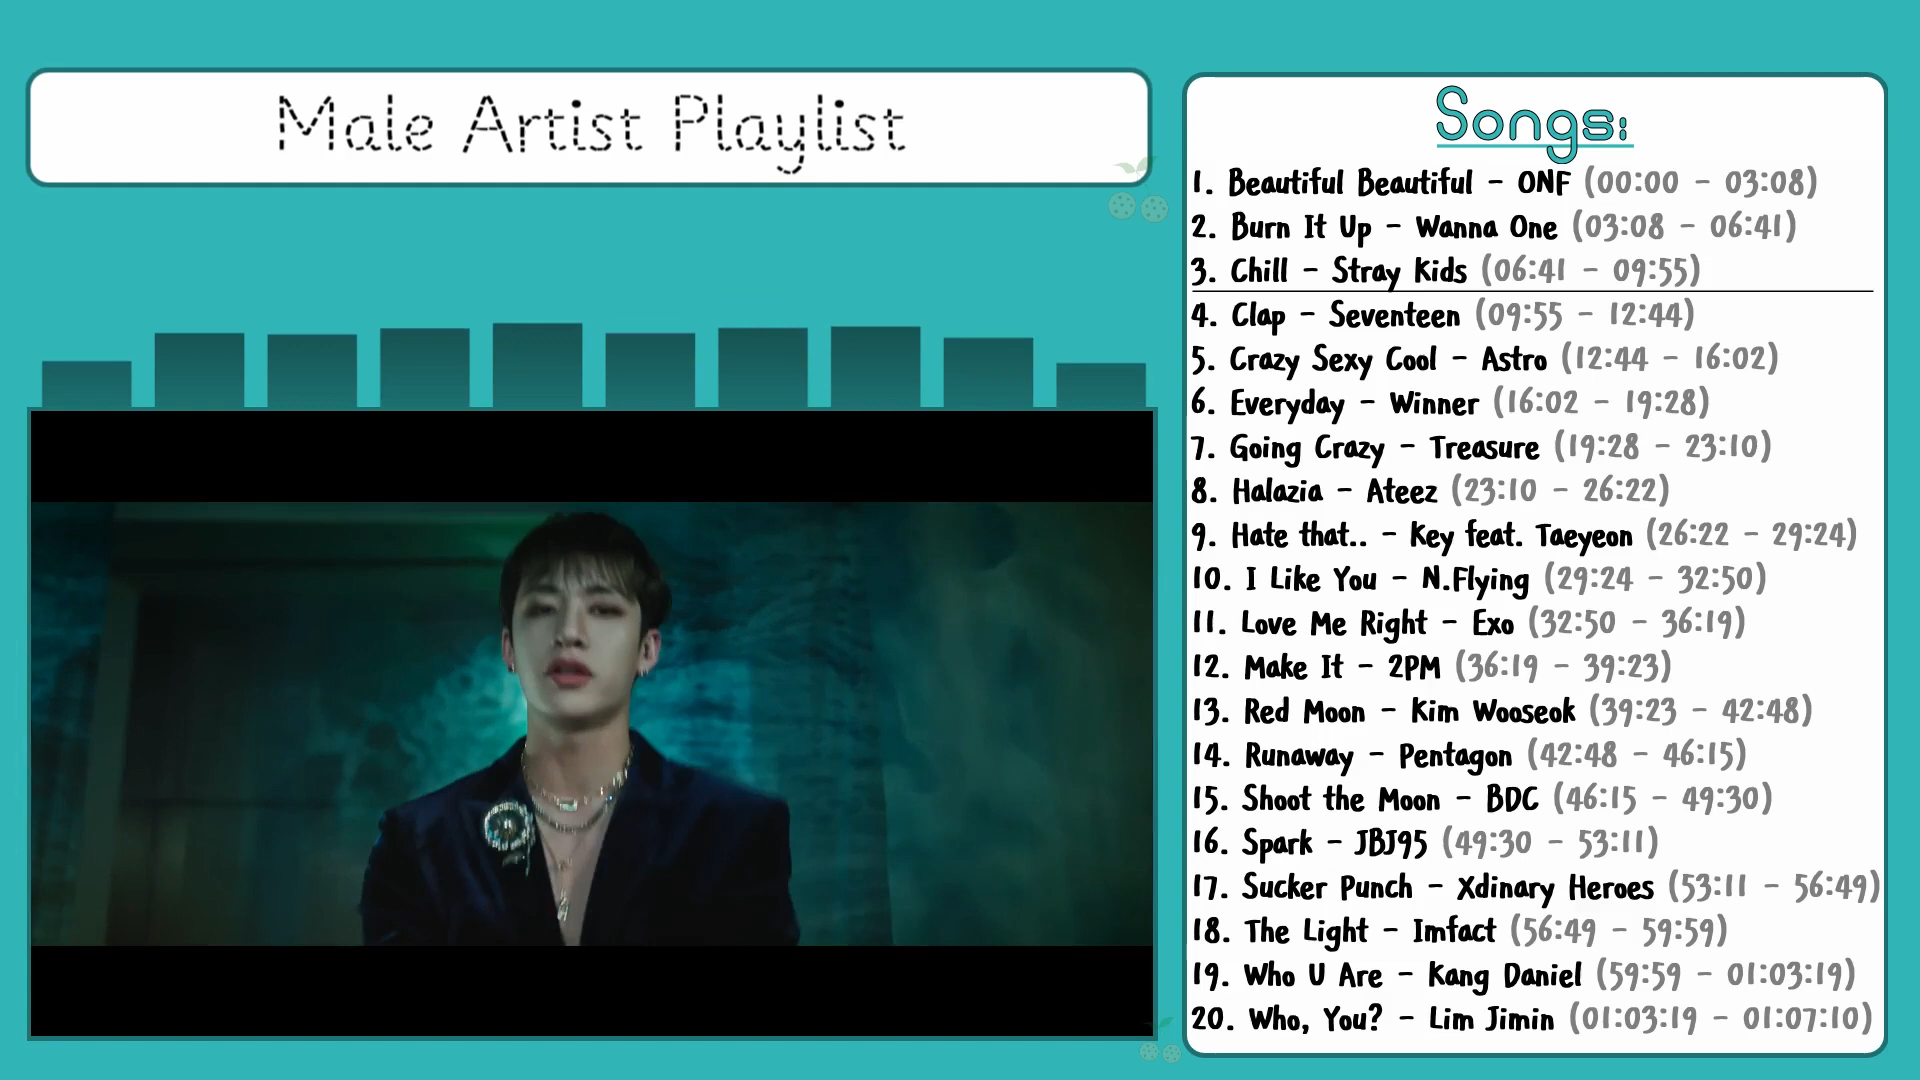 Male Artist Playlist
Songs:
1. Beautiful Beautiful - ONF (00:00 - 03:08)
2. Burn It Up - Wanna One (03:08 - 06:41)
3. Chill - Stray Kids (06:41 - 09:55)
4. Clap - Seventeen (09:55 - 12:44)
5. Crazy Sexy Cool - Astro (12:44 - 16:02)
6. Everyday - Winner (16:02 - 19:28)
7. Going Crazy - Treasure (19:28 - 23:10)
8. Halazia - Ateez (23:10 - 26:22)
9. Hate that.. - Key feat. Taeyeon (26:22 - 29:24)
10. I Like You - N.Flying (29:24 - 32:50)
11. Love Me Right - Exo (32:50 - 36:19)
12. Make It - 2PM (36:19 - 39:23)
13. Red Moon - Kim Wooseok (39:23 - 42:48)
14. Runaway - Pentagon (42:48 - 46:15)
15. Shoot the Moon - BDC (46:15 - 49:30)
16. Spark - JBJ95 (49:30 - 53:11)
17. Sucker Punch - Xdinary Heroes (53:11 - 56:49)
18. The Light - Imfact (56:49 - 59:59)
19. Who U Are - Kang Daniel (59:59 - 01:03:19)
20. Who, You? - Lim Jimin (01:03:19 - 01:07:10)